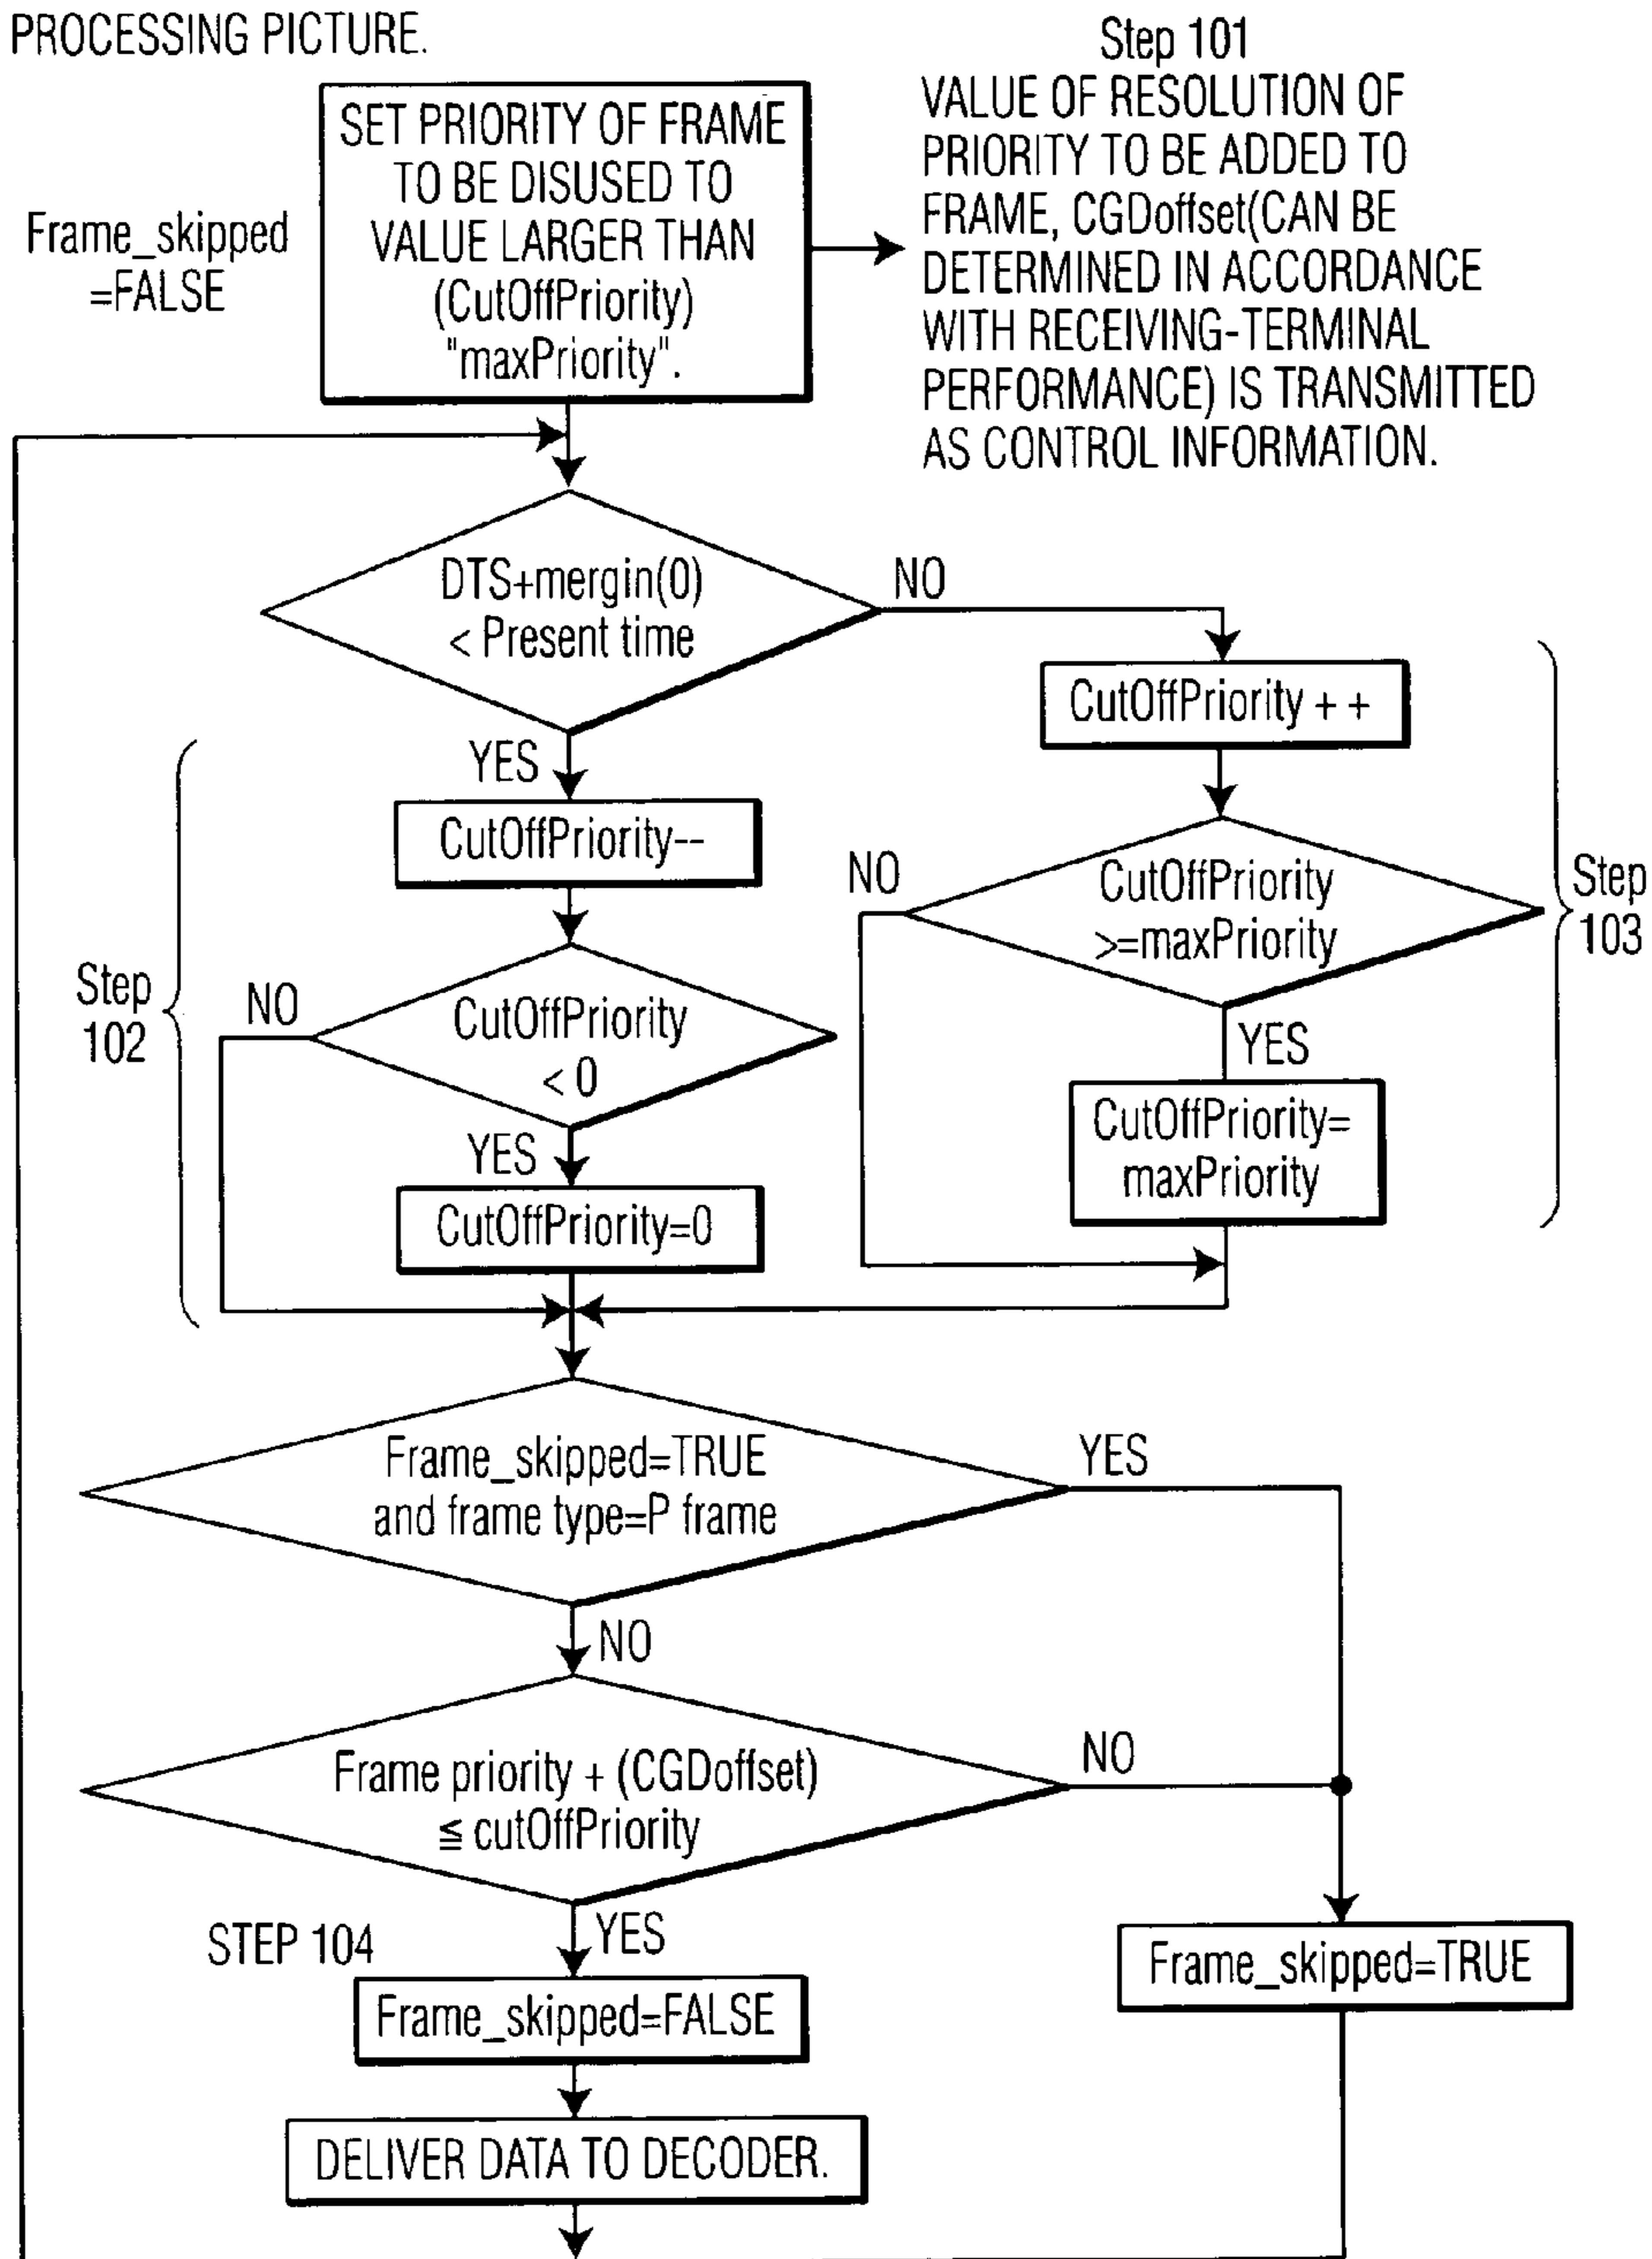 PROCESSING PICTURE.
Step 101
VALUE OF RESOLUTION OF
PRIORITY TO BE ADDED TO
FRAME, CGDoffset(CAN BE
DETERMINED IN ACCORDANCE
WITH RECEIVING-TERMINAL
PERFORMANCE) IS TRANSMITTED
AS CONTROL INFORMATION.
SET PRIORITY OF FRAME
TO BE DISUSED TO
VALUE LARGER THAN
(CutOffPriority)
"maxPriority".
Frame_skipped
=FALSE
DTS+mergin(0)
< Present time
NO
YES
CutOffPriority + +
CutOffPriority--
NO
CutOffPriority
>=maxPriority
Step
103
Step
102
NO
CutOffPriority
< 0
YES
CutOffPriority=
maxPriority
YES
CutOffPriority=0
Frame_skipped=TRUE
and frame type=P frame
YES
NO
Frame priority + (CGDoffset)
≦ cutOffPriority
NO
STEP 104
YES
Frame_skipped=TRUE
Frame_skipped=FALSE
DELIVER DATA TO DECODER.